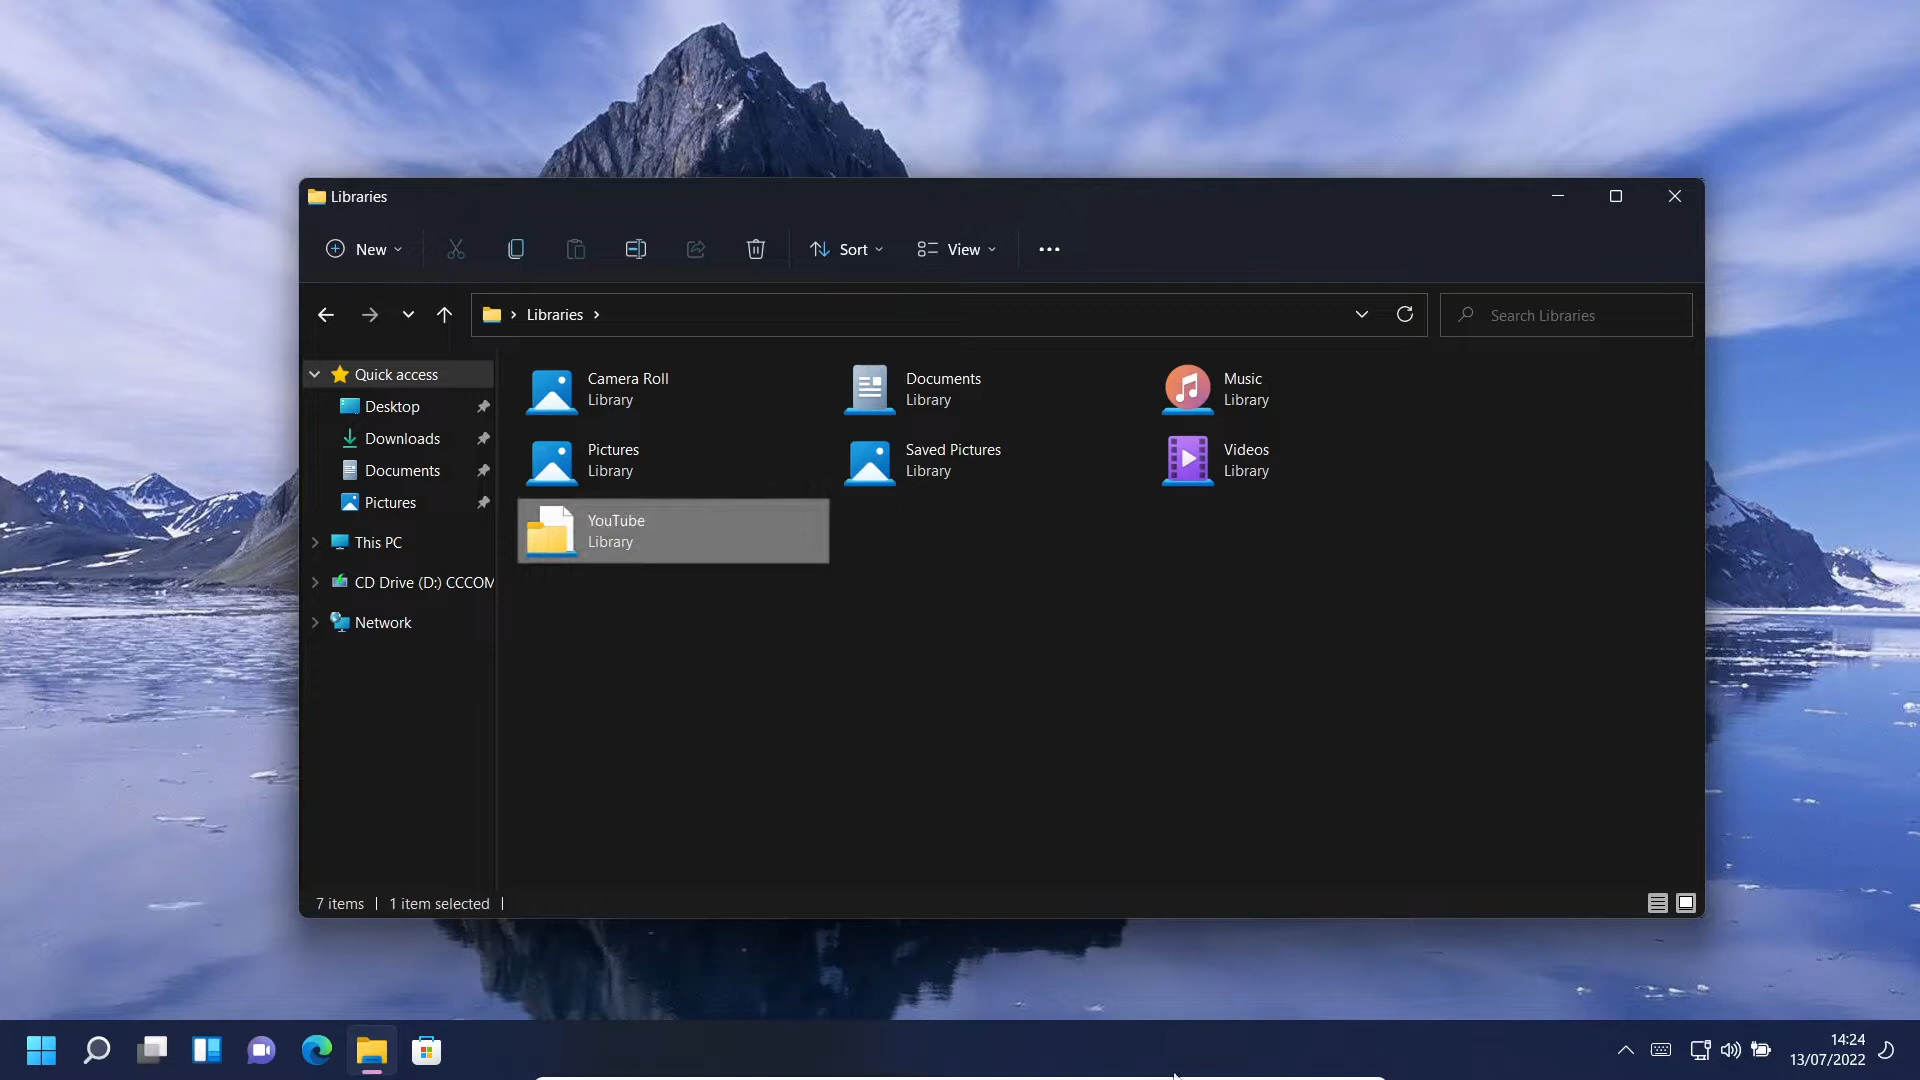 Libraries
New
Sort
View
Libraries
Search Libraries
Quick access
Desktop
Downloads
Documents
Pictures
This PC
CD Drive (D:) CCCOM
Network
Camera Roll
Library
Documents
Library
Music
Library
Pictures
Library
Saved Pictures
Library
Videos
Library
YouTube
Library
7 items
1 item selected
14:24
13/07/2022